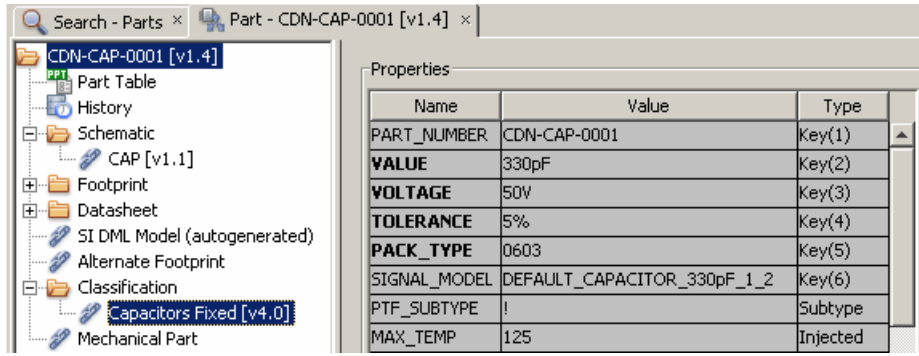 Search - Parts × Part - CDN-CAP-0001 [v1.4] ×
CDN-CAP-0001 [v1.4]
PPT Part Table
History
Schematic
CAP [v1.1]
Footprint
Datasheet
SI DML Model (autogenerated)
Alternate Footprint
Classification
Capacitors Fixed [v4.0]
Mechanical Part
Properties
Name Value Type
PART_NUMBER CDN-CAP-0001 Key(1)
VALUE 330pF Key(2)
VOLTAGE 50V Key(3)
TOLERANCE 5% Key(4)
PACK_TYPE 0603 Key(5)
SIGNAL_MODEL DEFAULT_CAPACITOR_330pF_1_2 Key(6)
PTF_SUBTYPE ! Subtype
MAX_TEMP 125 Injected